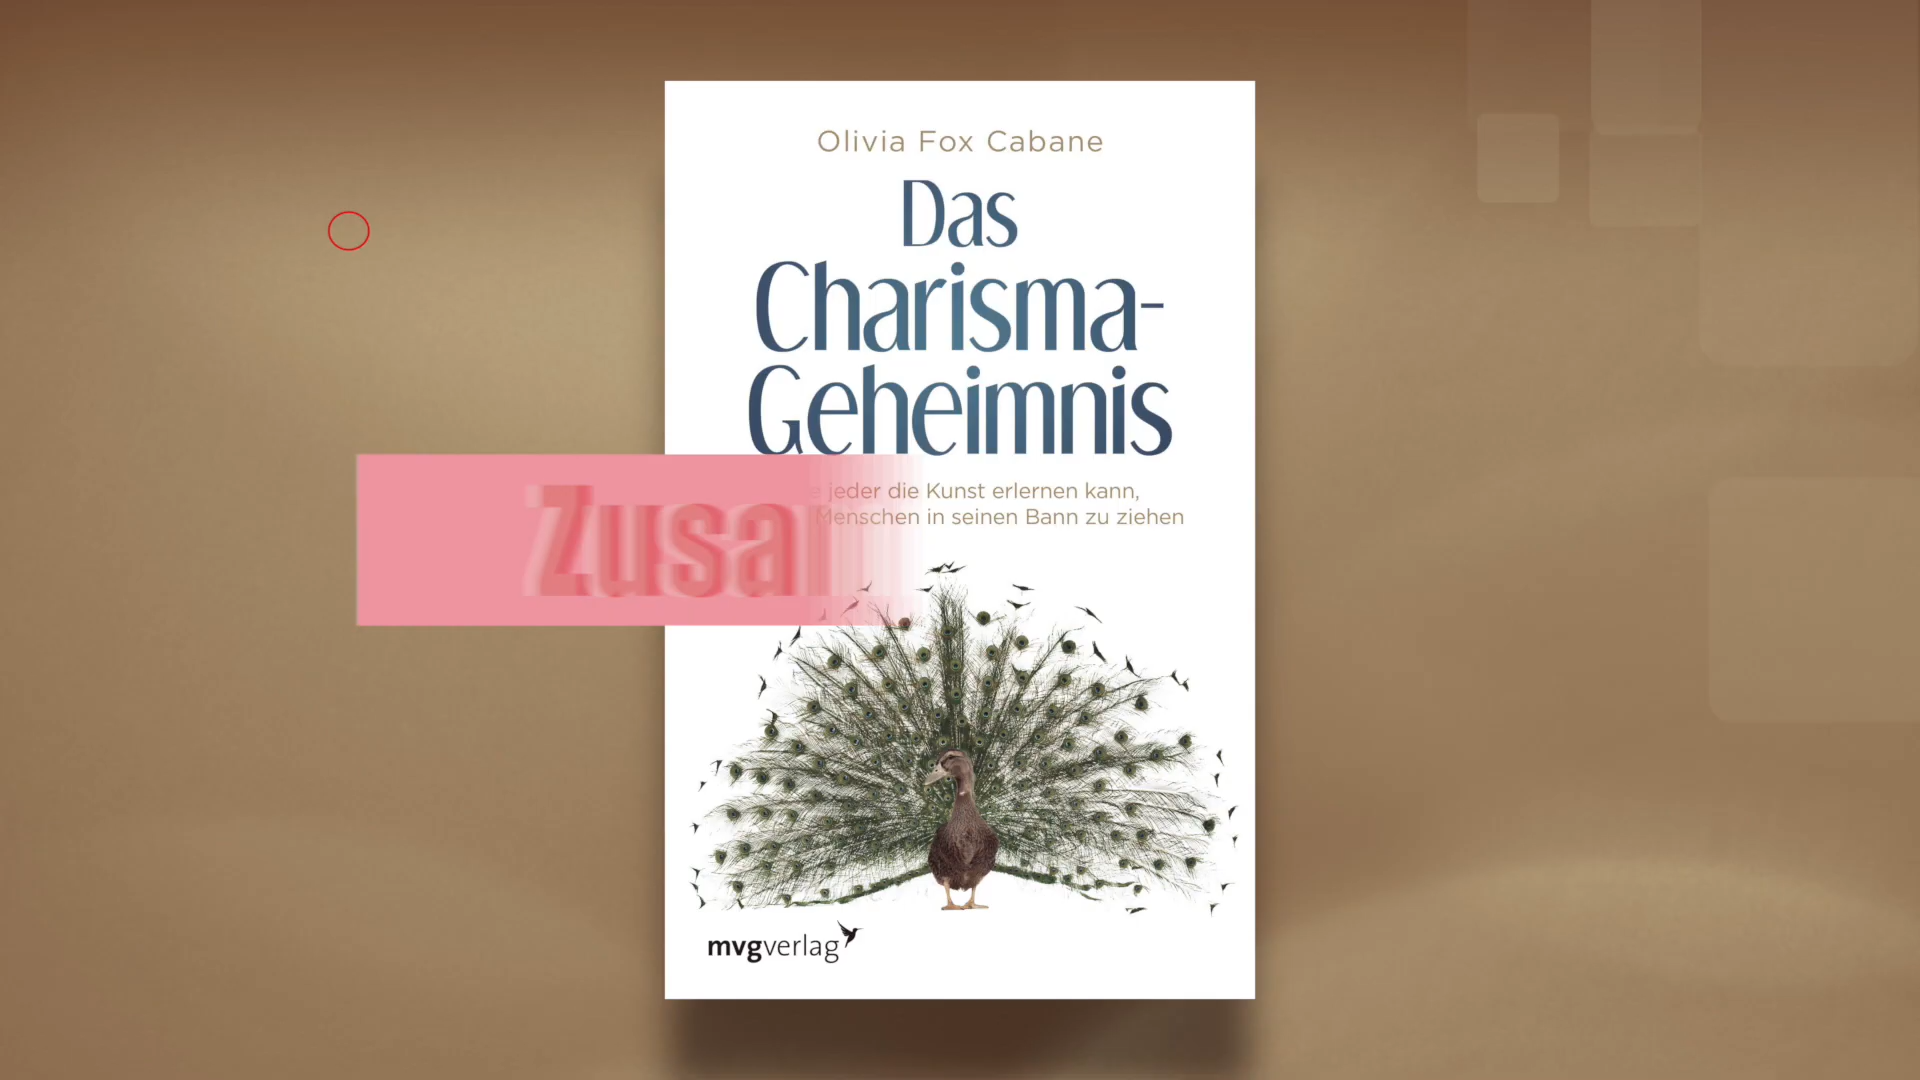 Olivia Fox Cabane
Das
Charisma-
Geheimnis
jeder die Kunst erlernen kann,
Menschen in seinen Bann zu ziehen
mvgverlag